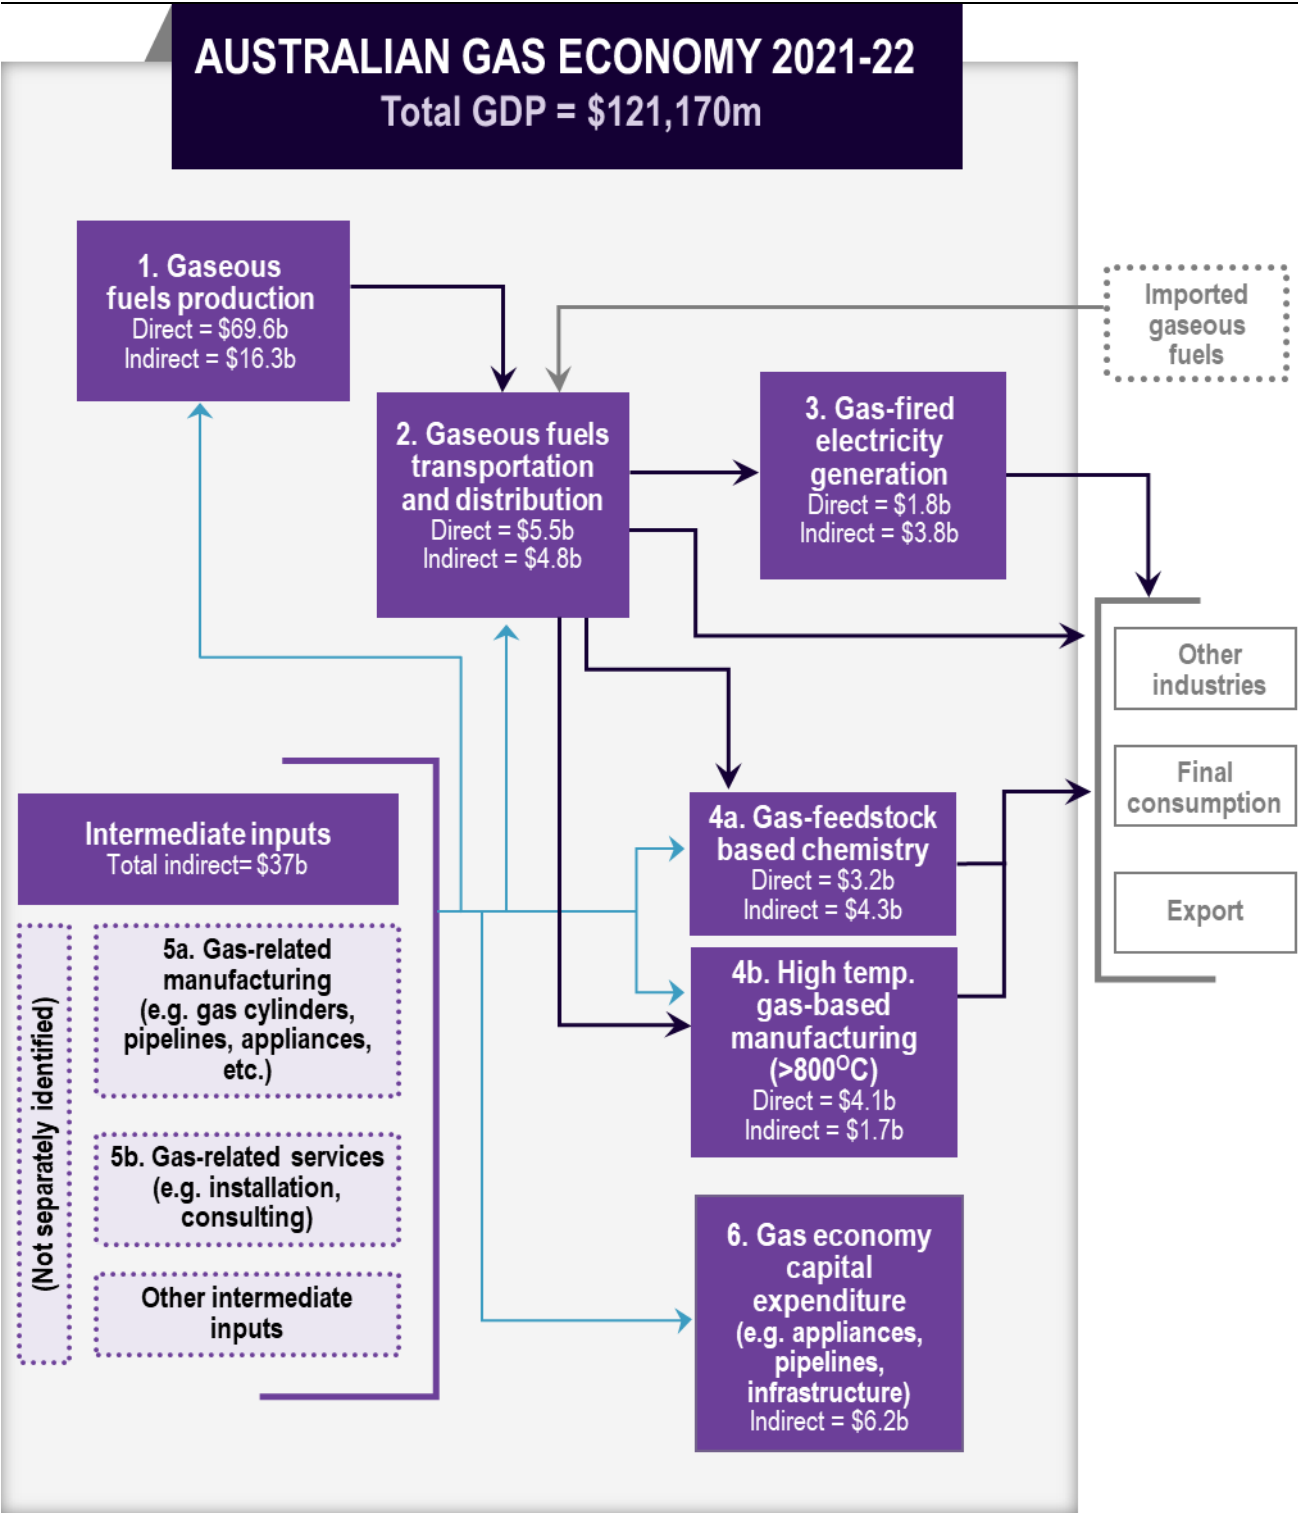 AUSTRALIAN GAS ECONOMY 2021-22
Total GDP = $121,170m
1. Gaseous
fuels production
Direct = $69.6b
Indirect = $16.3b
Imported
gaseous
fuels
2. Gaseous fuels
transportation
and distribution
Direct = $5.5b
Indirect = $4.8b
3. Gas-fired
electricity
generation
Direct = $1.8b
Indirect = $3.8b
Other
industries
Final
consumption
Export
Intermediate inputs
Total indirect= $37b
(Not separately identified)
5a. Gas-related
manufacturing
(e.g. gas cylinders,
pipelines, appliances,
etc.)
5b. Gas-related services
(e.g. installation,
consulting)
Other intermediate
inputs
4a. Gas-feedstock
based chemistry
Direct = $3.2b
Indirect = $4.3b
4b. High temp.
gas-based
manufacturing
(>800ᴼC)
Direct = $4.1b
Indirect = $1.7b
6. Gas economy
capital
expenditure
(e.g. appliances,
pipelines,
infrastructure)
Indirect = $6.2b